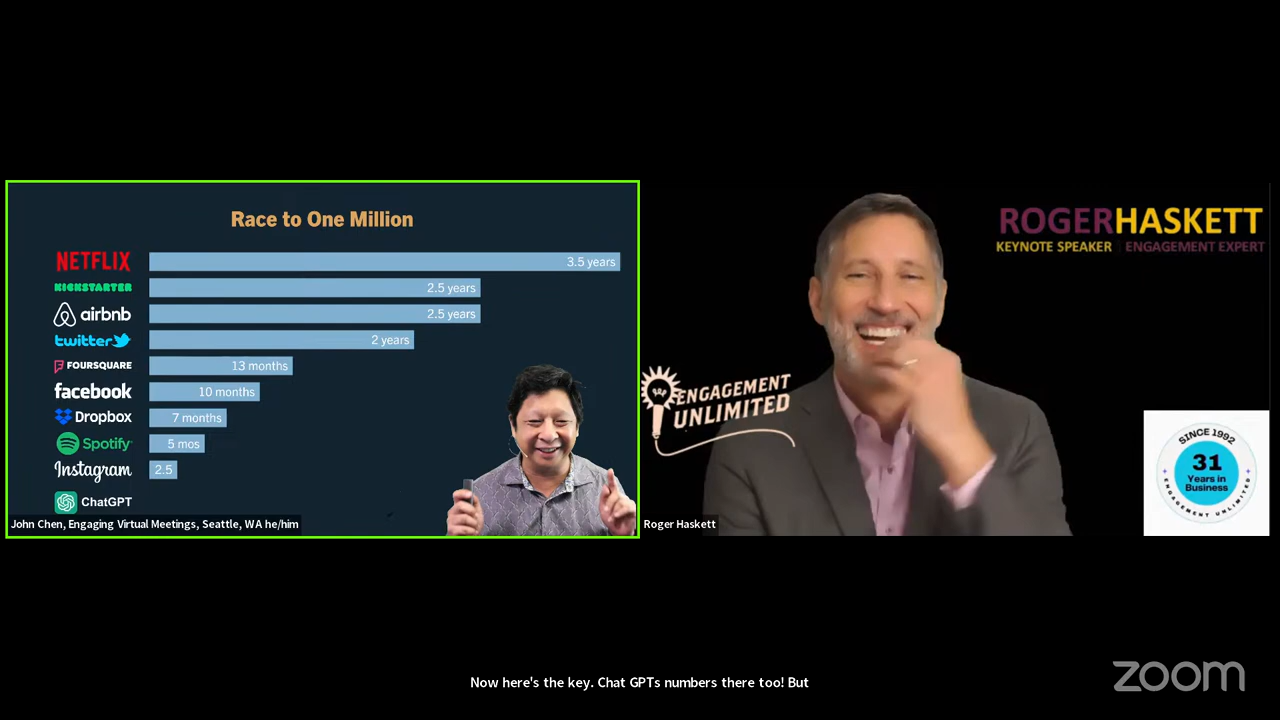 Race to One Million
NETFLIX 3.5 years
KICKSTARTER 2.5 years
airbnb 2.5 years
twitter 2 years
FOURSQUARE 13 months
facebook 10 months
Dropbox 7 months
Spotify 5 mos
Instagram 2.5
ChatGPT
John Chen, Engaging Virtual Meetings, Seattle, WA he/him
ROGERHASKETT
KEYNOTE SPEAKER ENGAGEMENT EXPERT
ENGAGEMENT
UNLIMITED
SINCE 1992
31
Years in
Business
ENGAGEMENT UNLIMITED
Roger Haskett
Now here's the key. Chat GPTs numbers there too! But
zoom